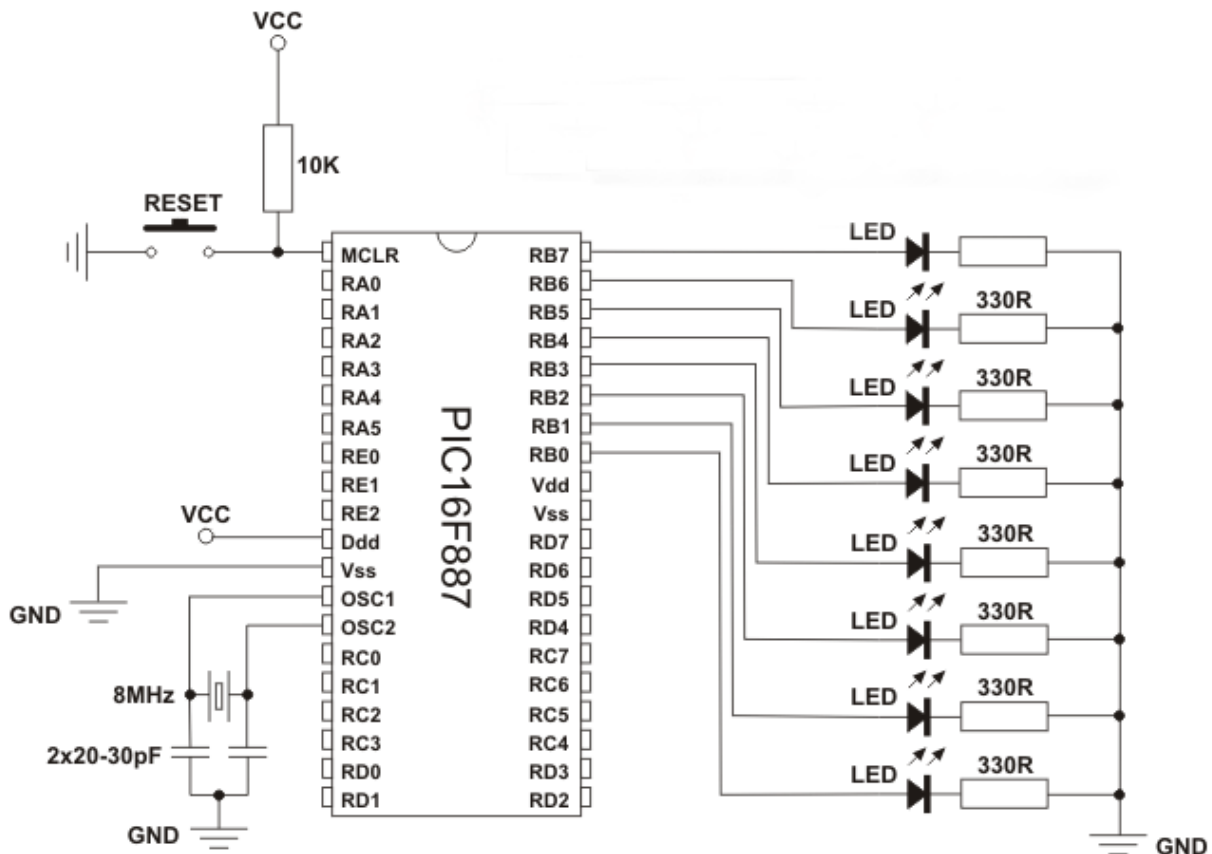 VCC
10K
RESET
MCLR
RA0
RA1
RA2
RA3
RA4
RA5
RE0
RE1
RE2
Ddd
Vss
OSC1
OSC2
RC0
RC1
RC2
RC3
RD0
RD1
PIC16F887
RB7
RB6
RB5
RB4
RB3
RB2
RB1
RB0
Vdd
Vss
RD7
RD6
RD5
RD4
RC7
RC6
RC5
RC4
RD3
RD2
VCC
GND
8MHz
2x20-30pF
GND
LED
LED 330R
LED 330R
LED 330R
LED 330R
LED 330R
LED 330R
LED 330R
GND